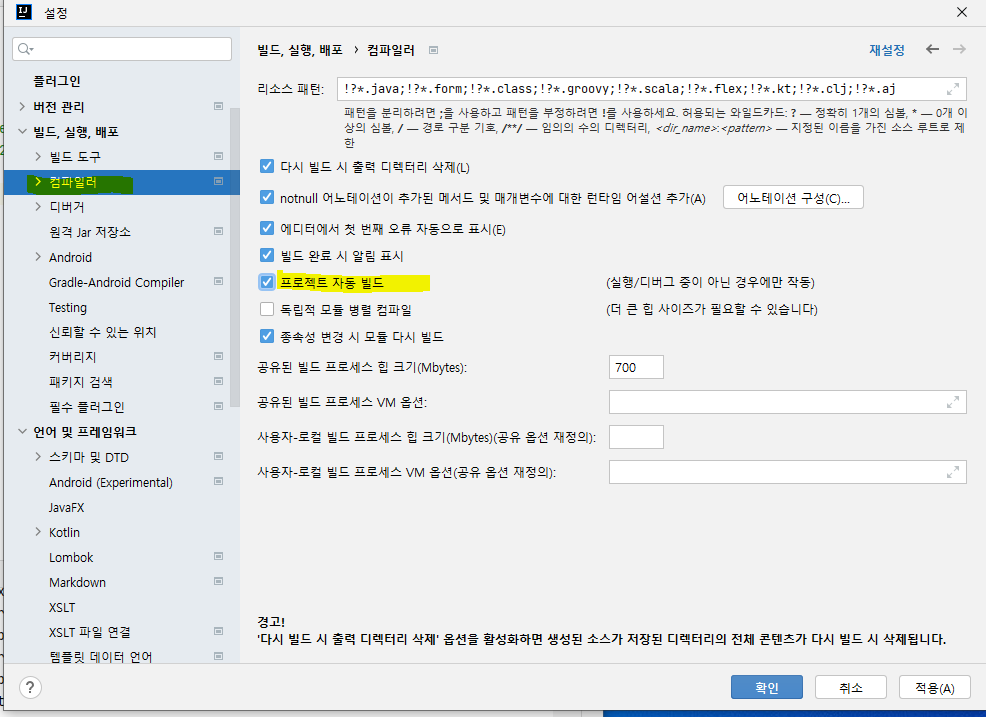 설정
플러그인
버전 관리
빌드, 실행, 배포
빌드 도구
컴파일러
디버거
원격 Jar 저장소
Android
Gradle-Android Compiler
Testing
신뢰할 수 있는 위치
커버리지
패키지 검색
필수 플러그인
언어 및 프레임워크
스키마 및 DTD
Android (Experimental)
JavaFX
Kotlin
Lombok
Markdown
XSLT
XSLT 파일 연결
템플릿 데이터 언어
빌드, 실행, 배포 › 컴파일러
재설정
리소스 패턴: !?*.java;!?*.form;!?*.class;!?*.groovy;!?*.scala;!?*.flex;!?*.kt;!?*.clj;!?*.aj
패턴을 분리하려면 ;을 사용하고 패턴을 부정하려면 !를 사용하세요. 허용되는 와일드카드: ? — 정확히 1개의 심볼, * — 0개 이
상의 심볼, / — 경로 구분 기호, /**/ — 임의의 수의 디렉터리, <dir_name>:<pattern> — 지정된 이름을 가진 소스 루트로 제
한
다시 빌드 시 출력 디렉터리 삭제(L)
notnull 어노테이션이 추가된 메서드 및 매개변수에 대한 런타임 어설션 추가(A) 어노테이션 구성(C)...
에디터에서 첫 번째 오류 자동으로 표시(E)
빌드 완료 시 알림 표시
프로젝트 자동 빌드 (실행/디버그 중이 아닌 경우에만 작동)
독립적 모듈 병렬 컴파일 (더 큰 힙 사이즈가 필요할 수 있습니다)
종속성 변경 시 모듈 다시 빌드
공유된 빌드 프로세스 힙 크기(Mbytes): 700
공유된 빌드 프로세스 VM 옵션:
사용자-로컬 빌드 프로세스 힙 크기(Mbytes)(공유 옵션 재정의):
사용자-로컬 빌드 프로세스 VM 옵션(공유 옵션 재정의):
경고!
'다시 빌드 시 출력 디렉터리 삭제' 옵션을 활성화하면 생성된 소스가 저장된 디렉터리의 전체 콘텐츠가 다시 빌드 시 삭제됩니다.
?
확인
취소
적용(A)